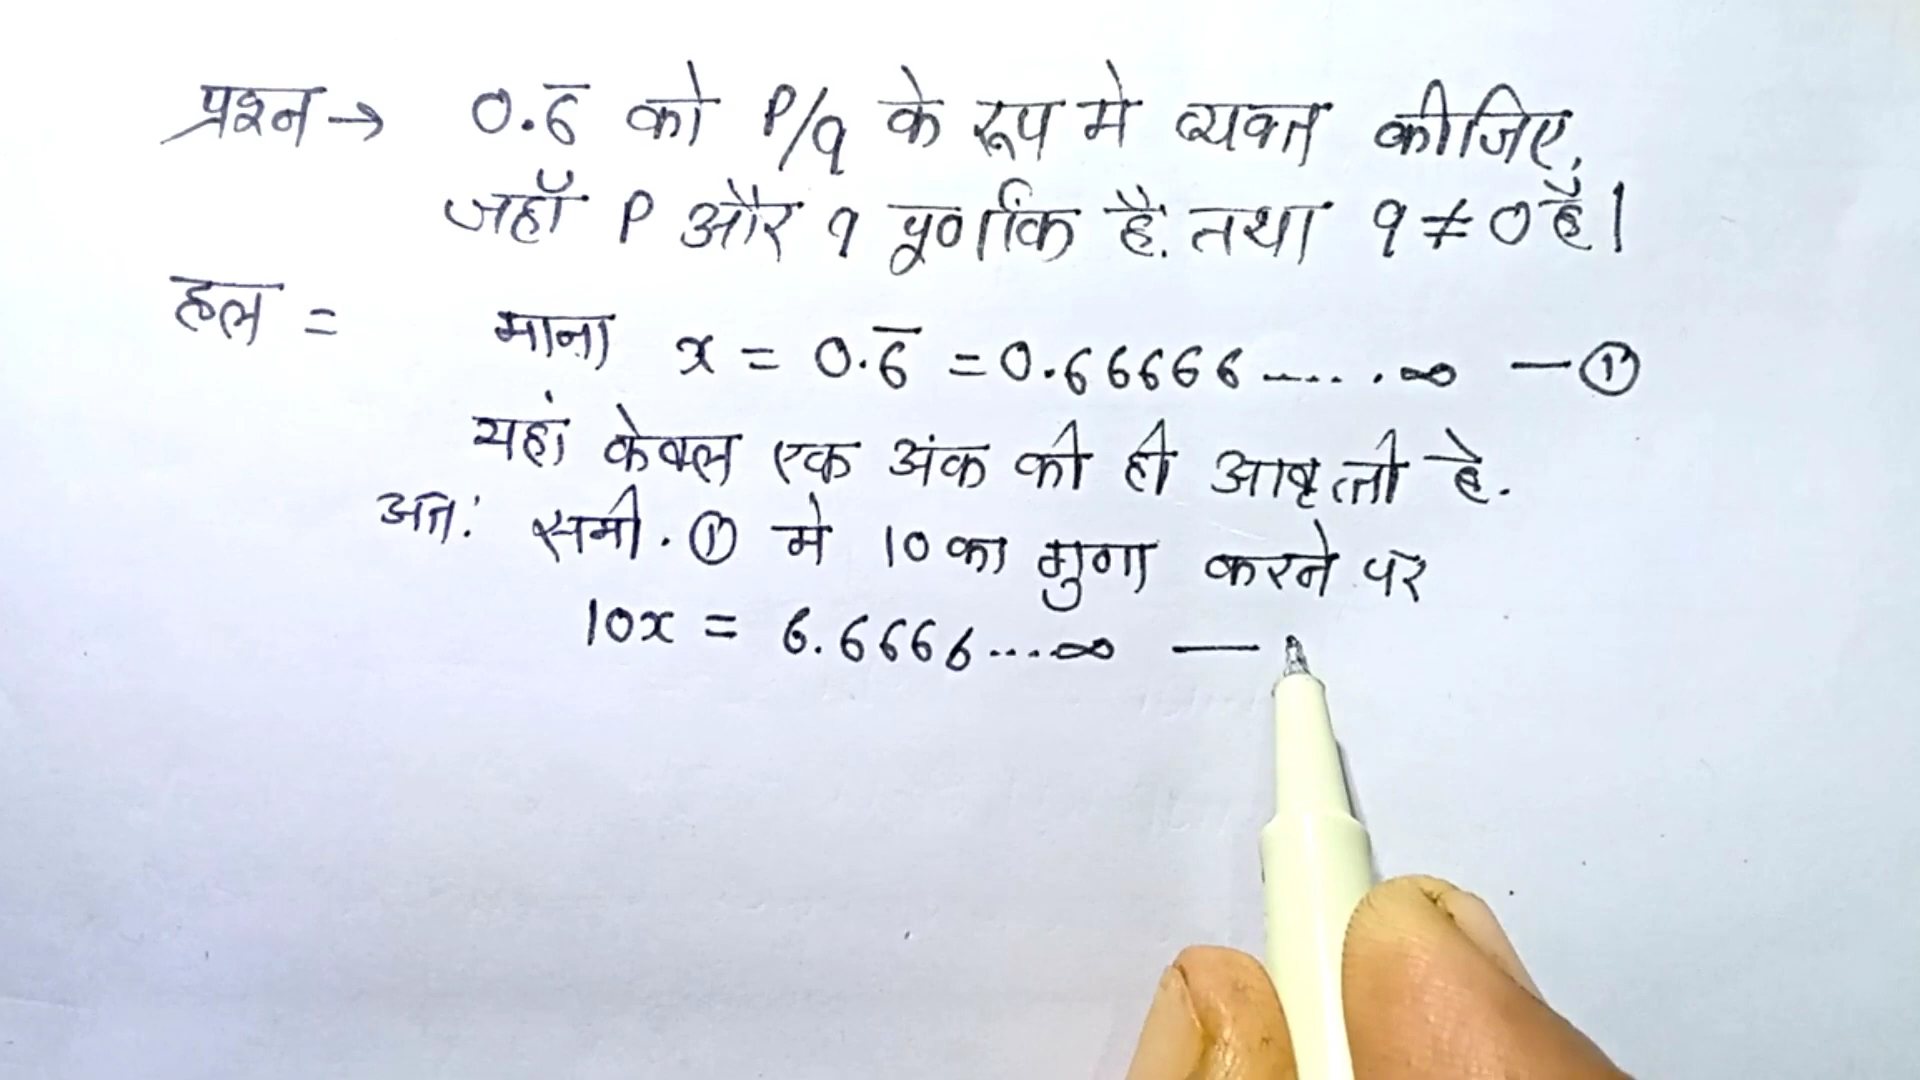 प्रश्न → 0.6̅ को P/q के रूप मे व्यक्त कीजिए,
जहाँ P और q पूर्णांक है. तथा q ≠ 0 है।
हल = माना x = 0.6̅ = 0.66666.......∞ — ①
यहां केवल एक अंक की ही आवृत्ती है.
अतः समी. ① मे 10 का गुणा करने पर
10x = 6.6666....∞ —